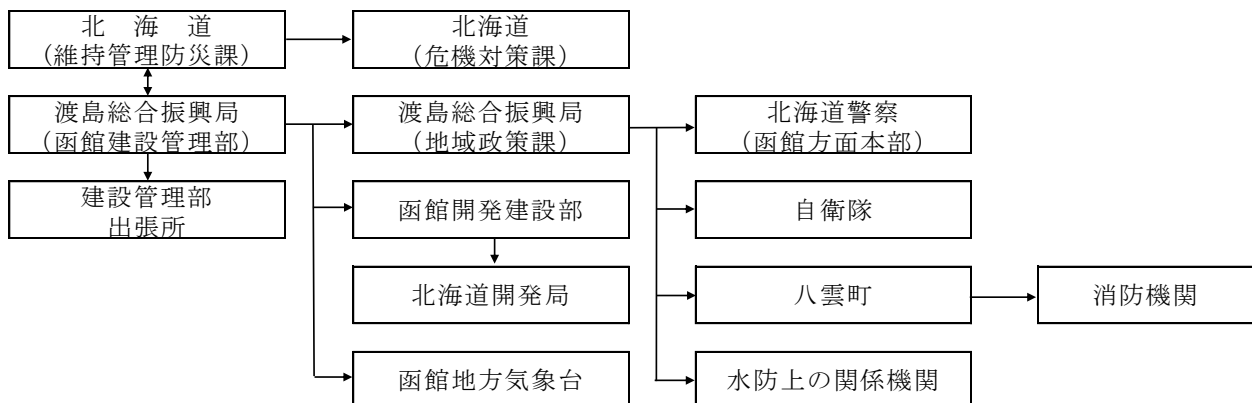 北　海　道
(維持管理防災課)
北海道
(危機対策課)
渡島総合振興局
(函館建設管理部)
渡島総合振興局
(地域政策課)
北海道警察
(函館方面本部)
建設管理部
出張所
函館開発建設部
自衛隊
北海道開発局
八雲町
消防機関
函館地方気象台
水防上の関係機関